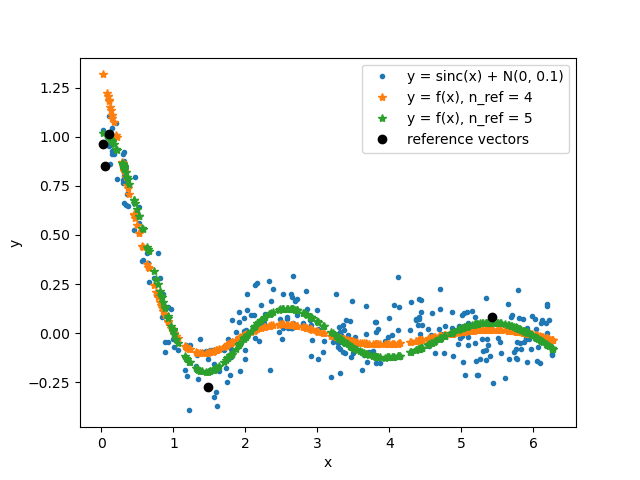 y = sinc(x) + N(0, 0.1)
y = f(x), n_ref = 4
y = f(x), n_ref = 5
reference vectors
1.25
1.00
0.75
0.50
0.25
0.00
−0.25
y
0 1 2 3 4 5 6
x